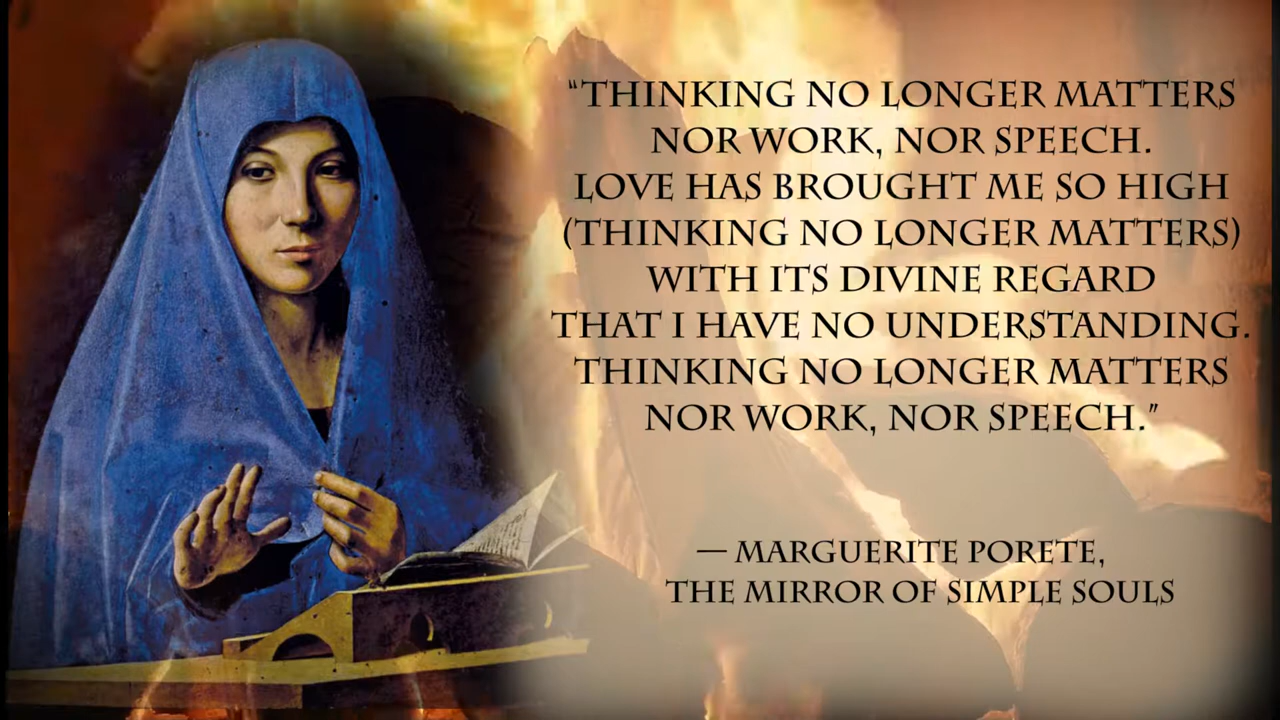 “THINKING NO LONGER MATTERS
NOR WORK, NOR SPEECH.
LOVE HAS BROUGHT ME SO HIGH
(THINKING NO LONGER MATTERS)
WITH ITS DIVINE REGARD
THAT I HAVE NO UNDERSTANDING.
THINKING NO LONGER MATTERS
NOR WORK, NOR SPEECH.”
— MARGUERITE PORETE,
THE MIRROR OF SIMPLE SOULS